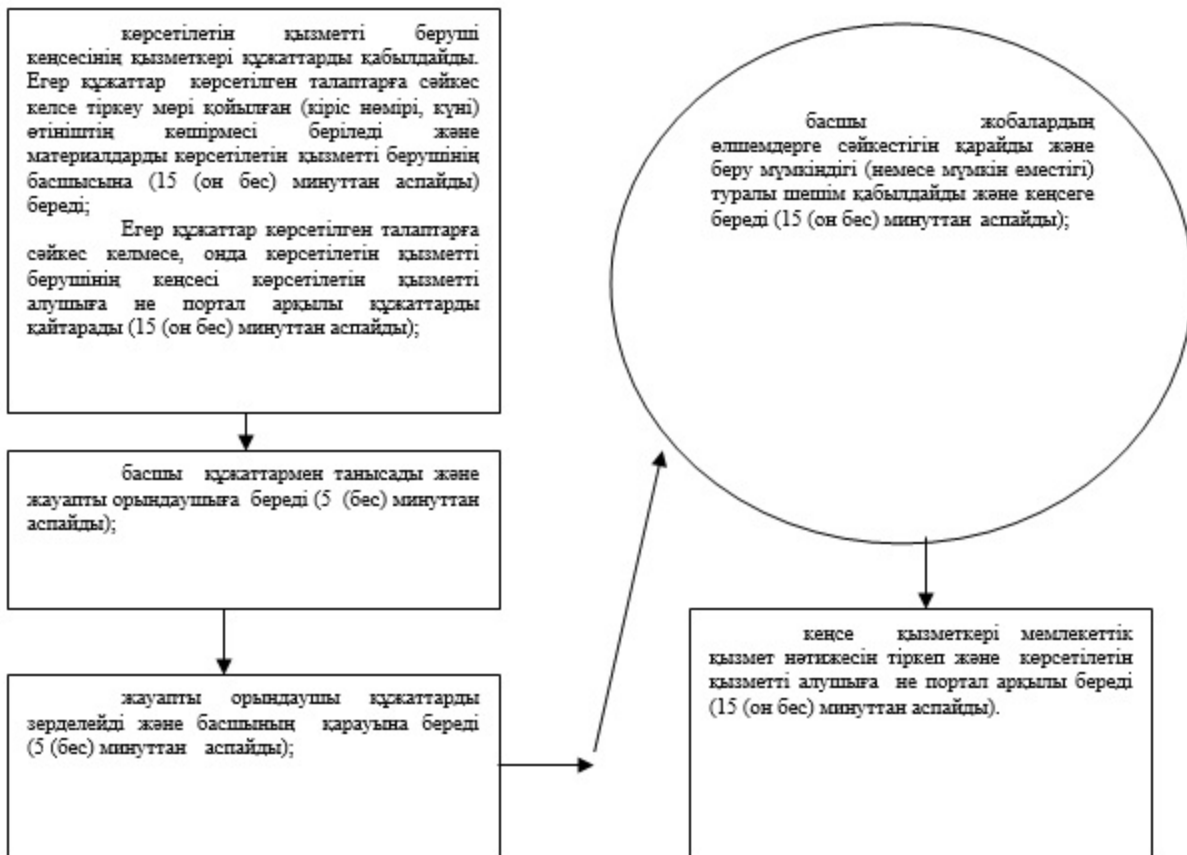 көрсетілетін қызметті беруші
кеңсесінің қызметкері құжаттарды қабылдайды.
Егер құжаттар көрсетілген талаптарға сәйкес
келсе тіркеу мөрі қойылған (кіріс нөмірі, күні)
өтініштің көшірмесі беріледі және
материалдарды көрсетілетін қызметті берушінің
басшысына (15 (он бес) минуттан аспайды)
береді;
Егер құжаттар көрсетілген талаптарға
сәйкес келмесе, онда көрсетілетін қызметті
берушінің кеңсесі көрсетілетін қызметті
алушыға не портал арқылы құжаттарды
қайтарады (15 (он бес) минуттан аспайды);
басшы құжаттармен танысады және
жауапты орындаушыға береді (5 (бес) минуттан
аспайды);
жауапты орындаушы құжаттарды
зерделейді және басшының қарауына береді
(5 (бес) минуттан аспайды);
басшы жобалардың
өлшемдерге сәйкестігін қарайды және
беру мүмкіндігі (немесе мүмкін еместігі)
туралы шешім қабылдайды және кеңсеге
береді (15 (он бес) минуттан аспайды);
кеңсе қызметкері мемлекеттік
қызмет нәтижесін тіркеп және көрсетілетін
қызметті алушыға не портал арқылы береді
(15 (он бес) минуттан аспайды).